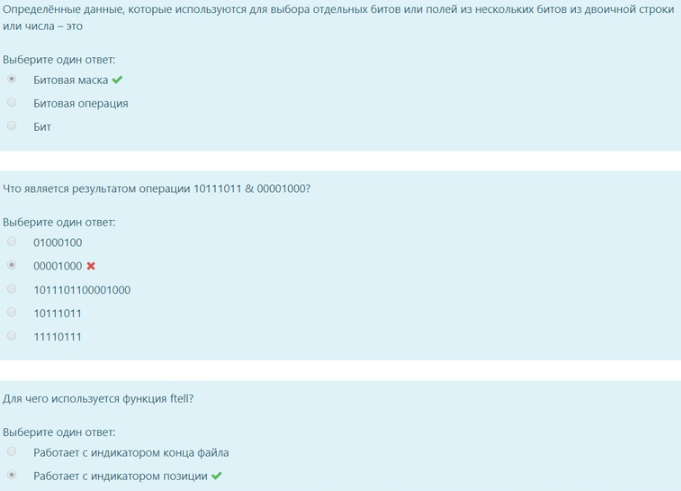 Определённые данные, которые используются для выбора отдельных битов или полей из нескольких битов из двоичной строки
или числа – это
Выберите один ответ:
Битовая маска
Битовая операция
Бит
Что является результатом операции 10111011 & 00001000?
Выберите один ответ:
01000100
00001000
1011101100001000
10111011
11110111
Для чего используется функция ftell?
Выберите один ответ:
Работает с индикатором конца файла
Работает с индикатором позиции